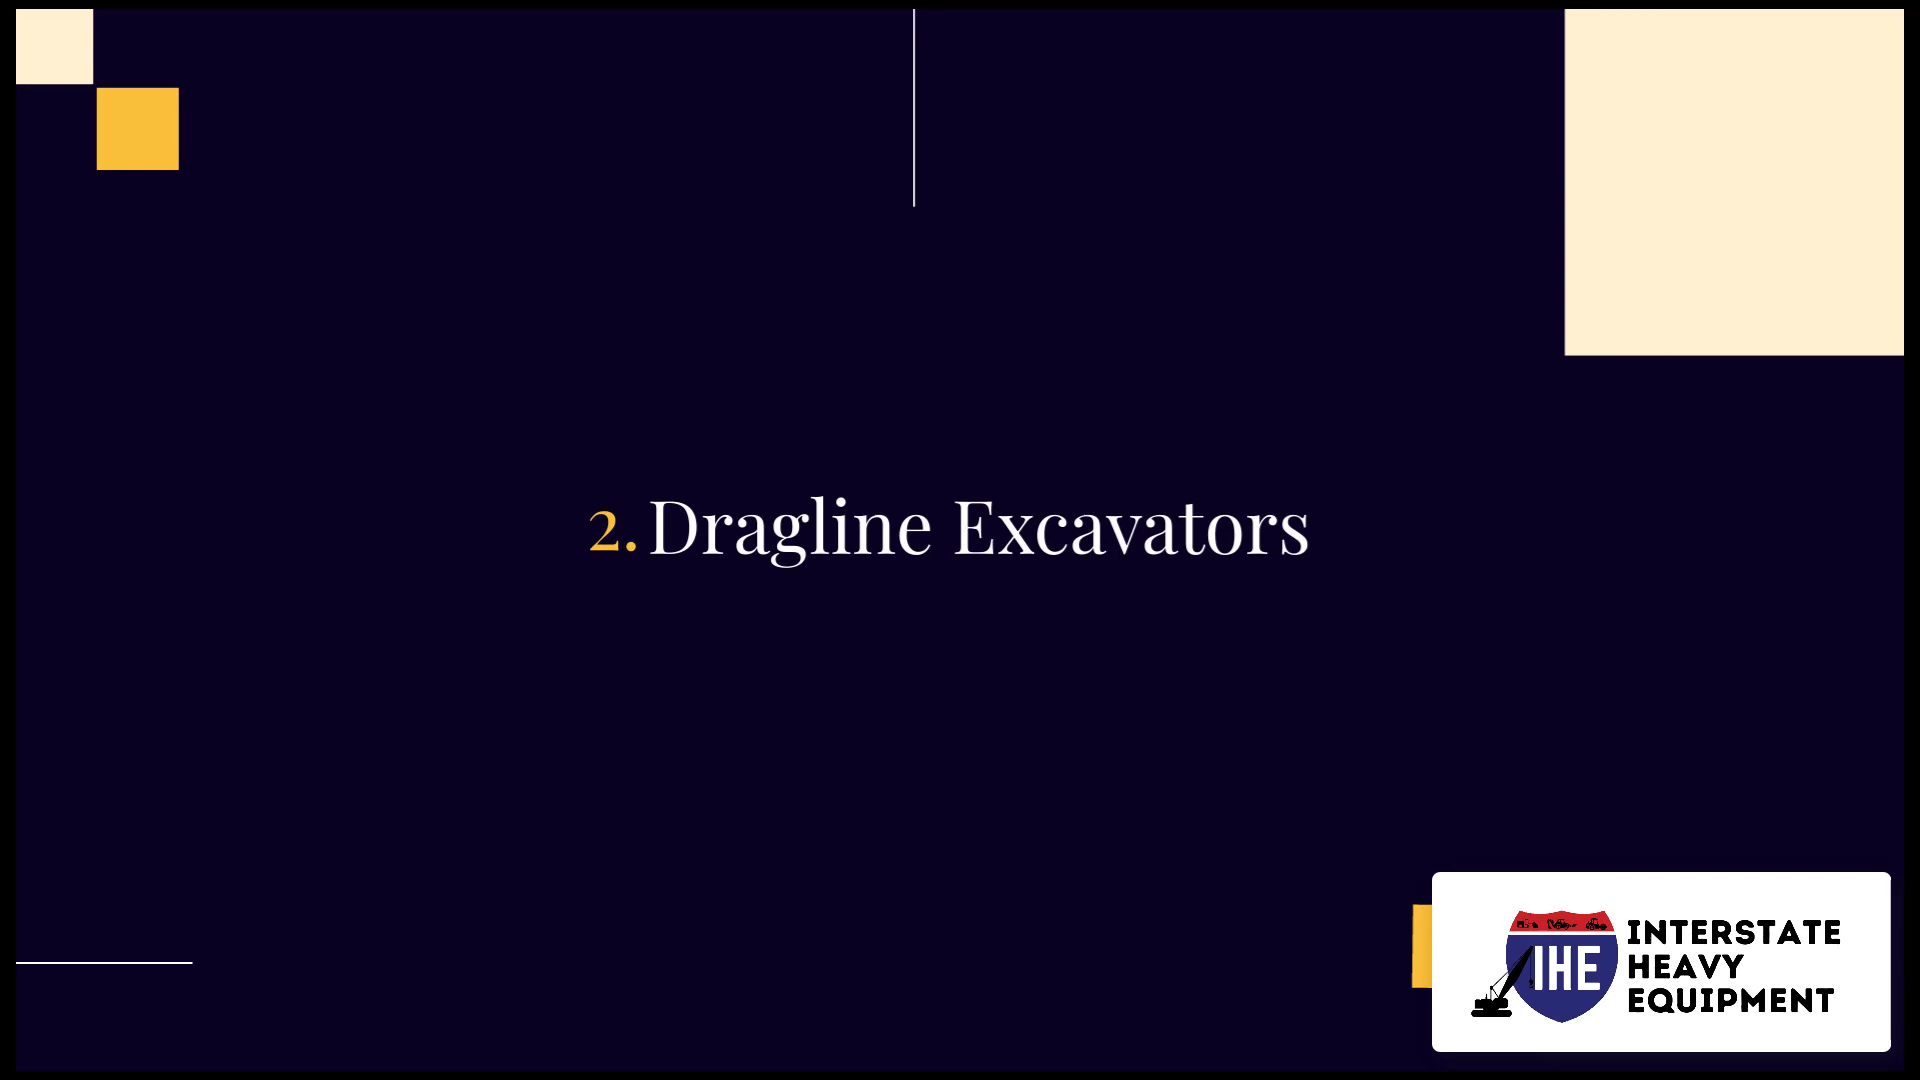 2. Dragline Excavators
IHE
INTERSTATE
HEAVY
EQUIPMENT